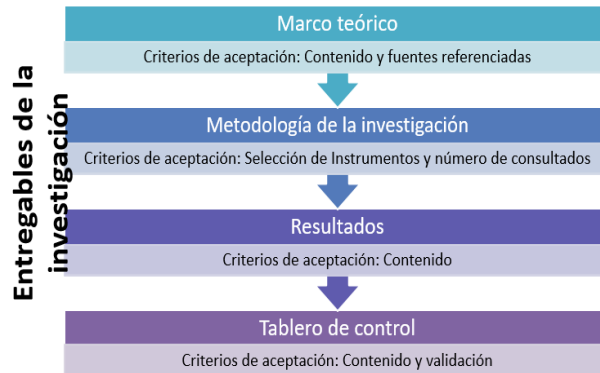 Entregables de la
investigación
Marco teórico
Criterios de aceptación: Contenido y fuentes referenciadas
Metodología de la investigación
Criterios de aceptación: Selección de Instrumentos y número de consultados
Resultados
Criterios de aceptación: Contenido
Tablero de control
Criterios de aceptación: Contenido y validación